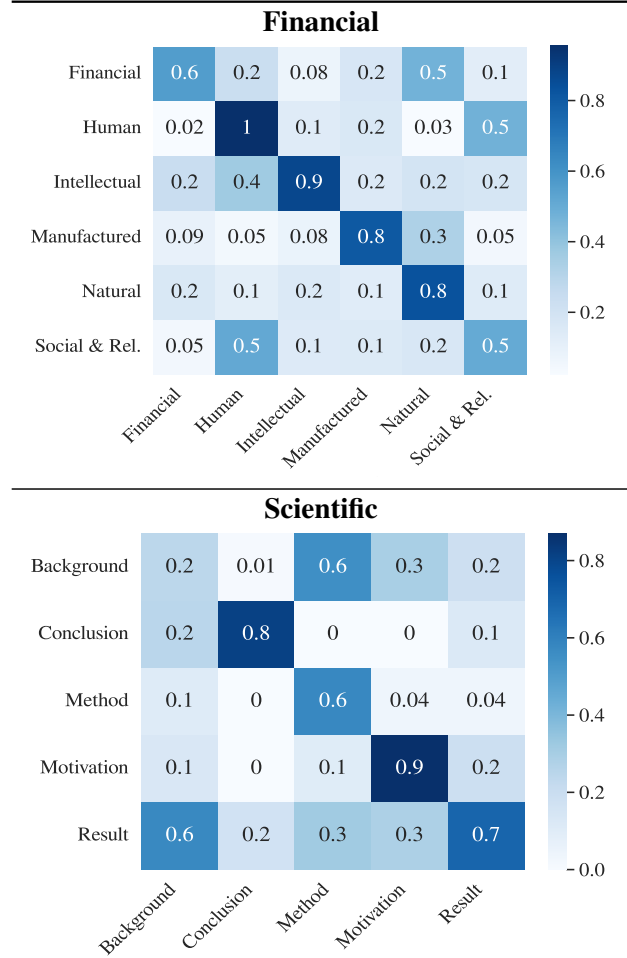 Financial
Financial 0.6 0.2 0.08 0.2 0.5 0.1
Human 0.02 1 0.1 0.2 0.03 0.5
Intellectual 0.2 0.4 0.9 0.2 0.2 0.2
Manufactured 0.09 0.05 0.08 0.8 0.3 0.05
Natural 0.2 0.1 0.2 0.1 0.8 0.1
Social & Rel. 0.05 0.5 0.1 0.1 0.2 0.5
Financial Human Intellectual Manufactured Natural Social & Rel.
0.8
0.6
0.4
0.2
Scientific
Background 0.2 0.01 0.6 0.3 0.2
Conclusion 0.2 0.8 0 0 0.1
Method 0.1 0 0.6 0.04 0.04
Motivation 0.1 0 0.1 0.9 0.2
Result 0.6 0.2 0.3 0.3 0.7
Background Conclusion Method Motivation Result
0.8
0.6
0.4
0.2
0.0